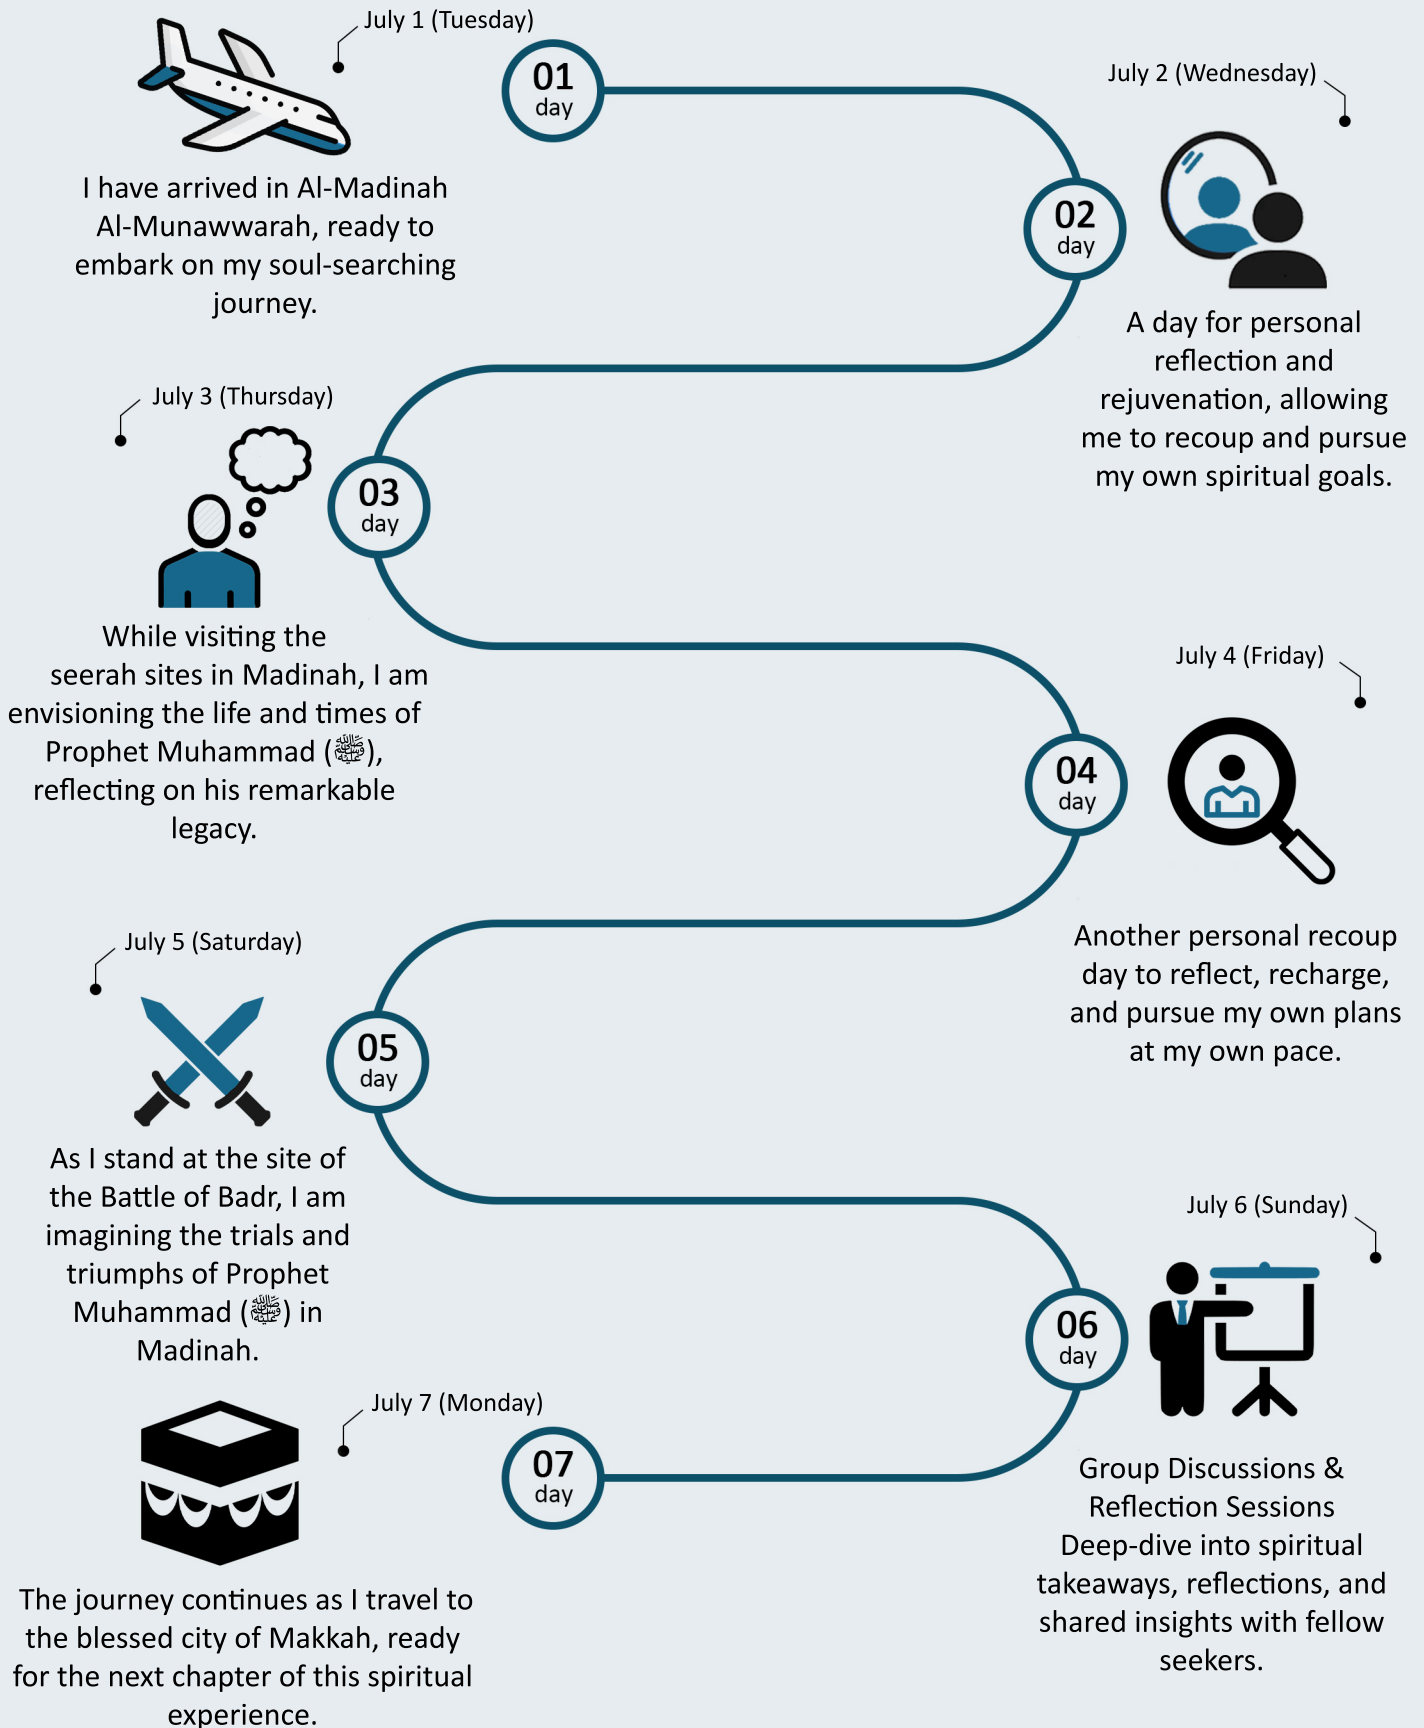 July 1 (Tuesday)
01
day
I have arrived in Al-Madinah
Al-Munawwarah, ready to
embark on my soul-searching
journey.
July 2 (Wednesday)
02
day
A day for personal
reflection and
rejuvenation, allowing
me to recoup and pursue
my own spiritual goals.
July 3 (Thursday)
03
day
While visiting the
seerah sites in Madinah, I am
envisioning the life and times of
Prophet Muhammad (ﷺ),
reflecting on his remarkable
legacy.
July 4 (Friday)
04
day
Another personal recoup
day to reflect, recharge,
and pursue my own plans
at my own pace.
July 5 (Saturday)
05
day
As I stand at the site of
the Battle of Badr, I am
imagining the trials and
triumphs of Prophet
Muhammad (ﷺ) in
Madinah.
July 6 (Sunday)
06
day
Group Discussions &
Reflection Sessions
Deep-dive into spiritual
takeaways, reflections, and
shared insights with fellow
seekers.
July 7 (Monday)
07
day
The journey continues as I travel to
the blessed city of Makkah, ready
for the next chapter of this spiritual
experience.